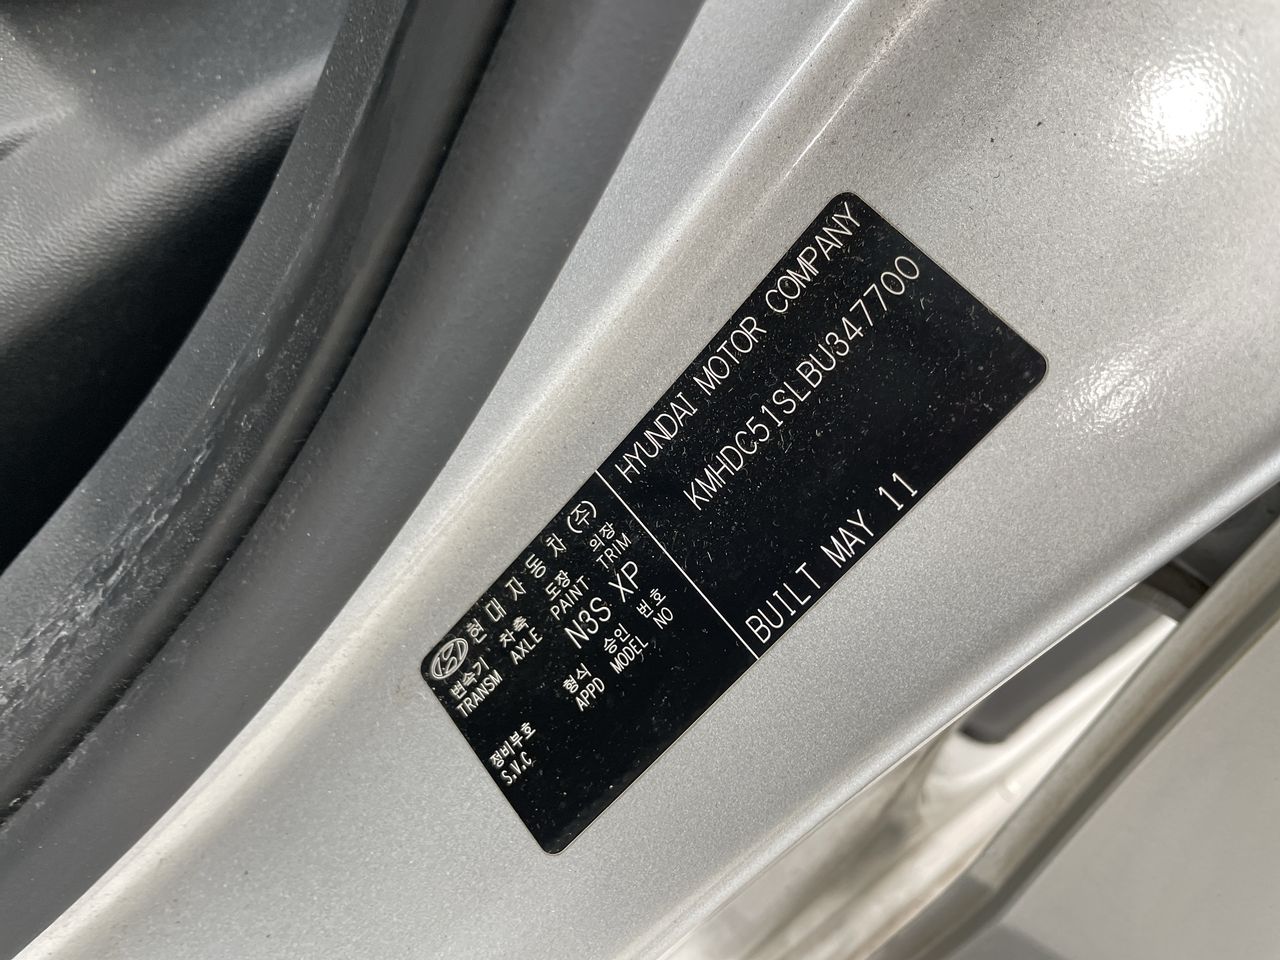 현대자동차(주)
변속기 차축 도장 의장
TRANSM AXLE PAINT TRIM
N3S XP
형식 승인 번호
APPD MODEL NO
정비부호
S.V.C
HYUNDAI MOTOR COMPANY
KMHDC51SLBU347700
BUILT MAY 11